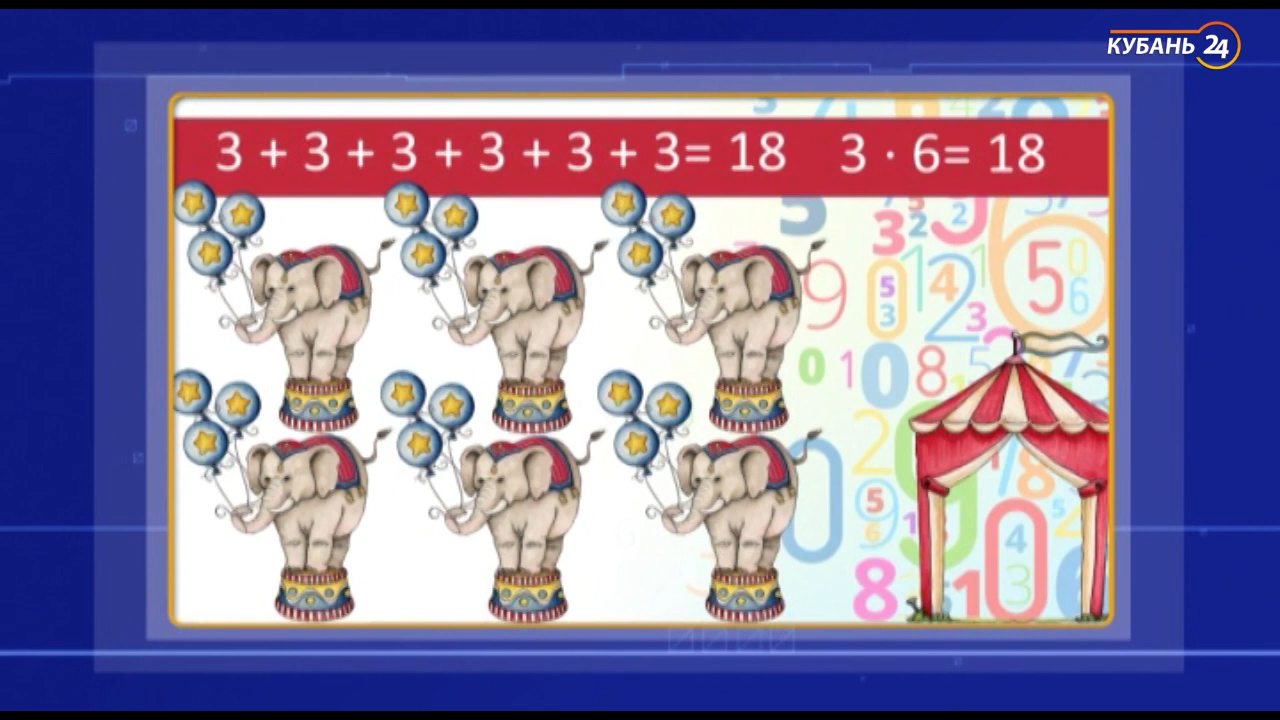 КУБАНЬ 24
3 + 3 + 3 + 3 + 3 + 3= 18 3 · 6= 18